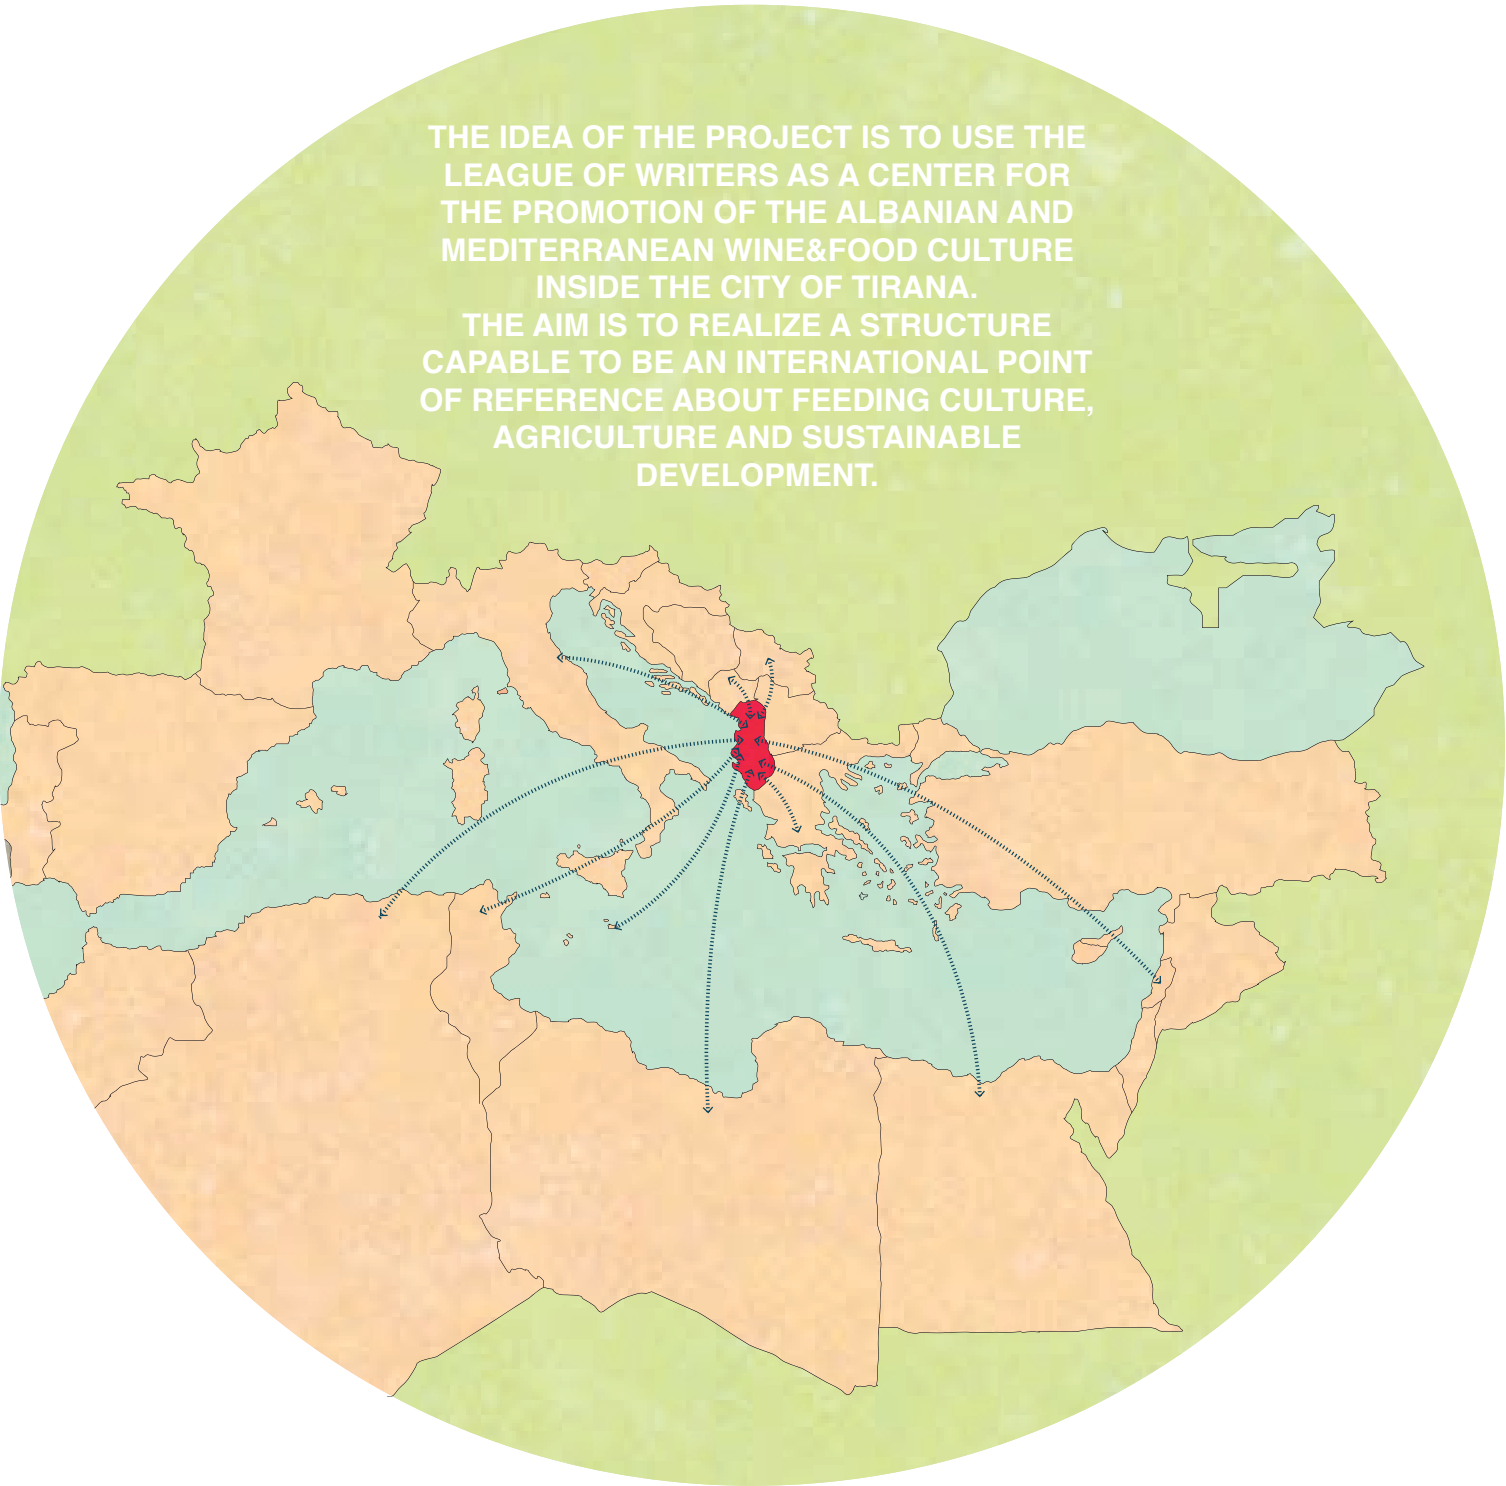 THE IDEA OF THE PROJECT IS TO USE THE
LEAGUE OF WRITERS AS A CENTER FOR
THE PROMOTION OF THE ALBANIAN AND
MEDITERRANEAN WINE&FOOD CULTURE
INSIDE THE CITY OF TIRANA.
THE AIM IS TO REALIZE A STRUCTURE
CAPABLE TO BE AN INTERNATIONAL POINT
OF REFERENCE ABOUT FEEDING CULTURE,
AGRICULTURE AND SUSTAINABLE
DEVELOPMENT.